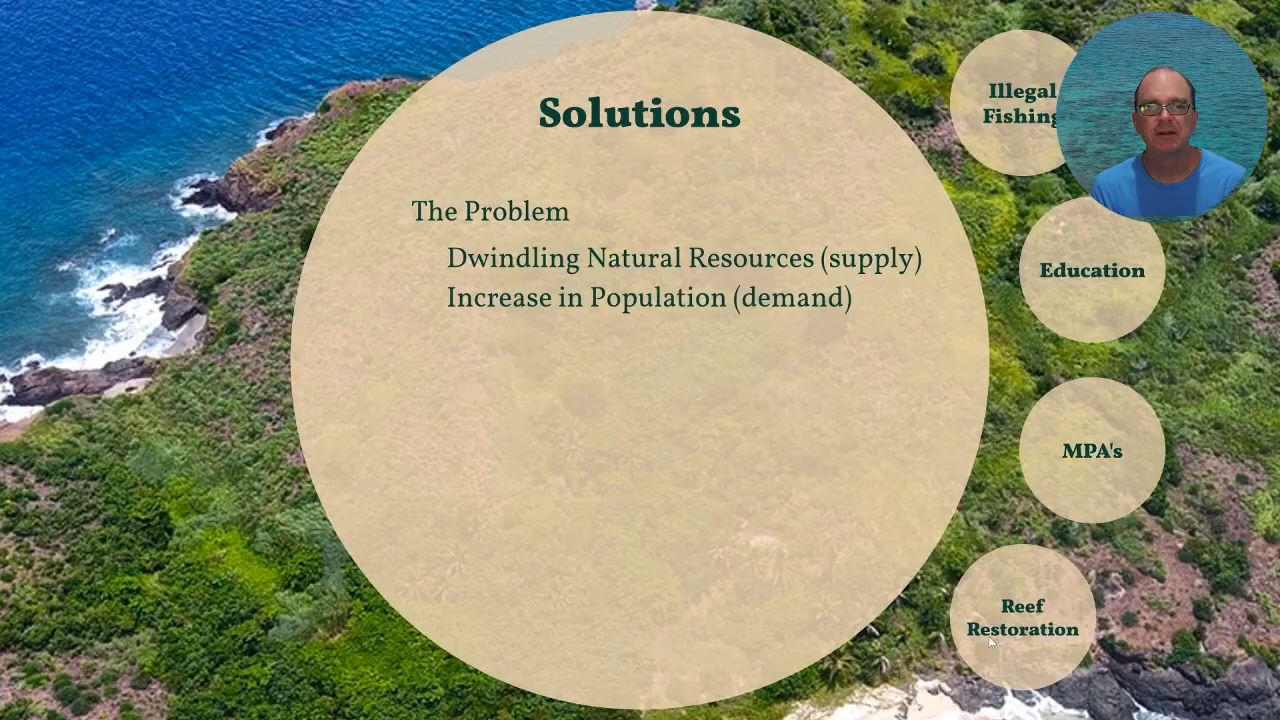 Solutions
The Problem
Dwindling Natural Resources (supply)
Increase in Population (demand)
Illegal
Fishing
Education
MPA's
Reef
Restoration